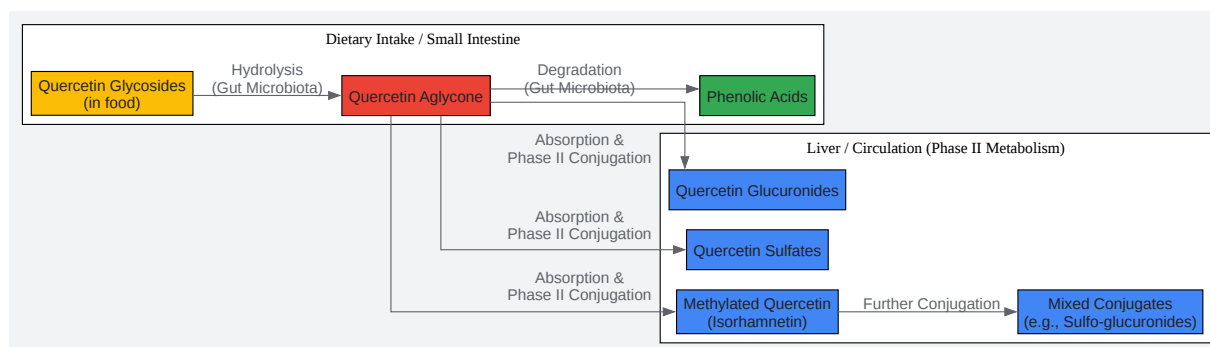 Dietary Intake / Small Intestine
Quercetin Glycosides
(in food)
Hydrolysis
(Gut Microbiota)
Quercetin Aglycone
Degradation
(Gut Microbiota)
Phenolic Acids
Absorption &
Phase II Conjugation
Liver / Circulation (Phase II Metabolism)
Quercetin Glucuronides
Absorption &
Phase II Conjugation
Quercetin Sulfates
Absorption &
Phase II Conjugation
Methylated Quercetin
(Isorhamnetin)
Further Conjugation
Mixed Conjugates
(e.g., Sulfo-glucuronides)